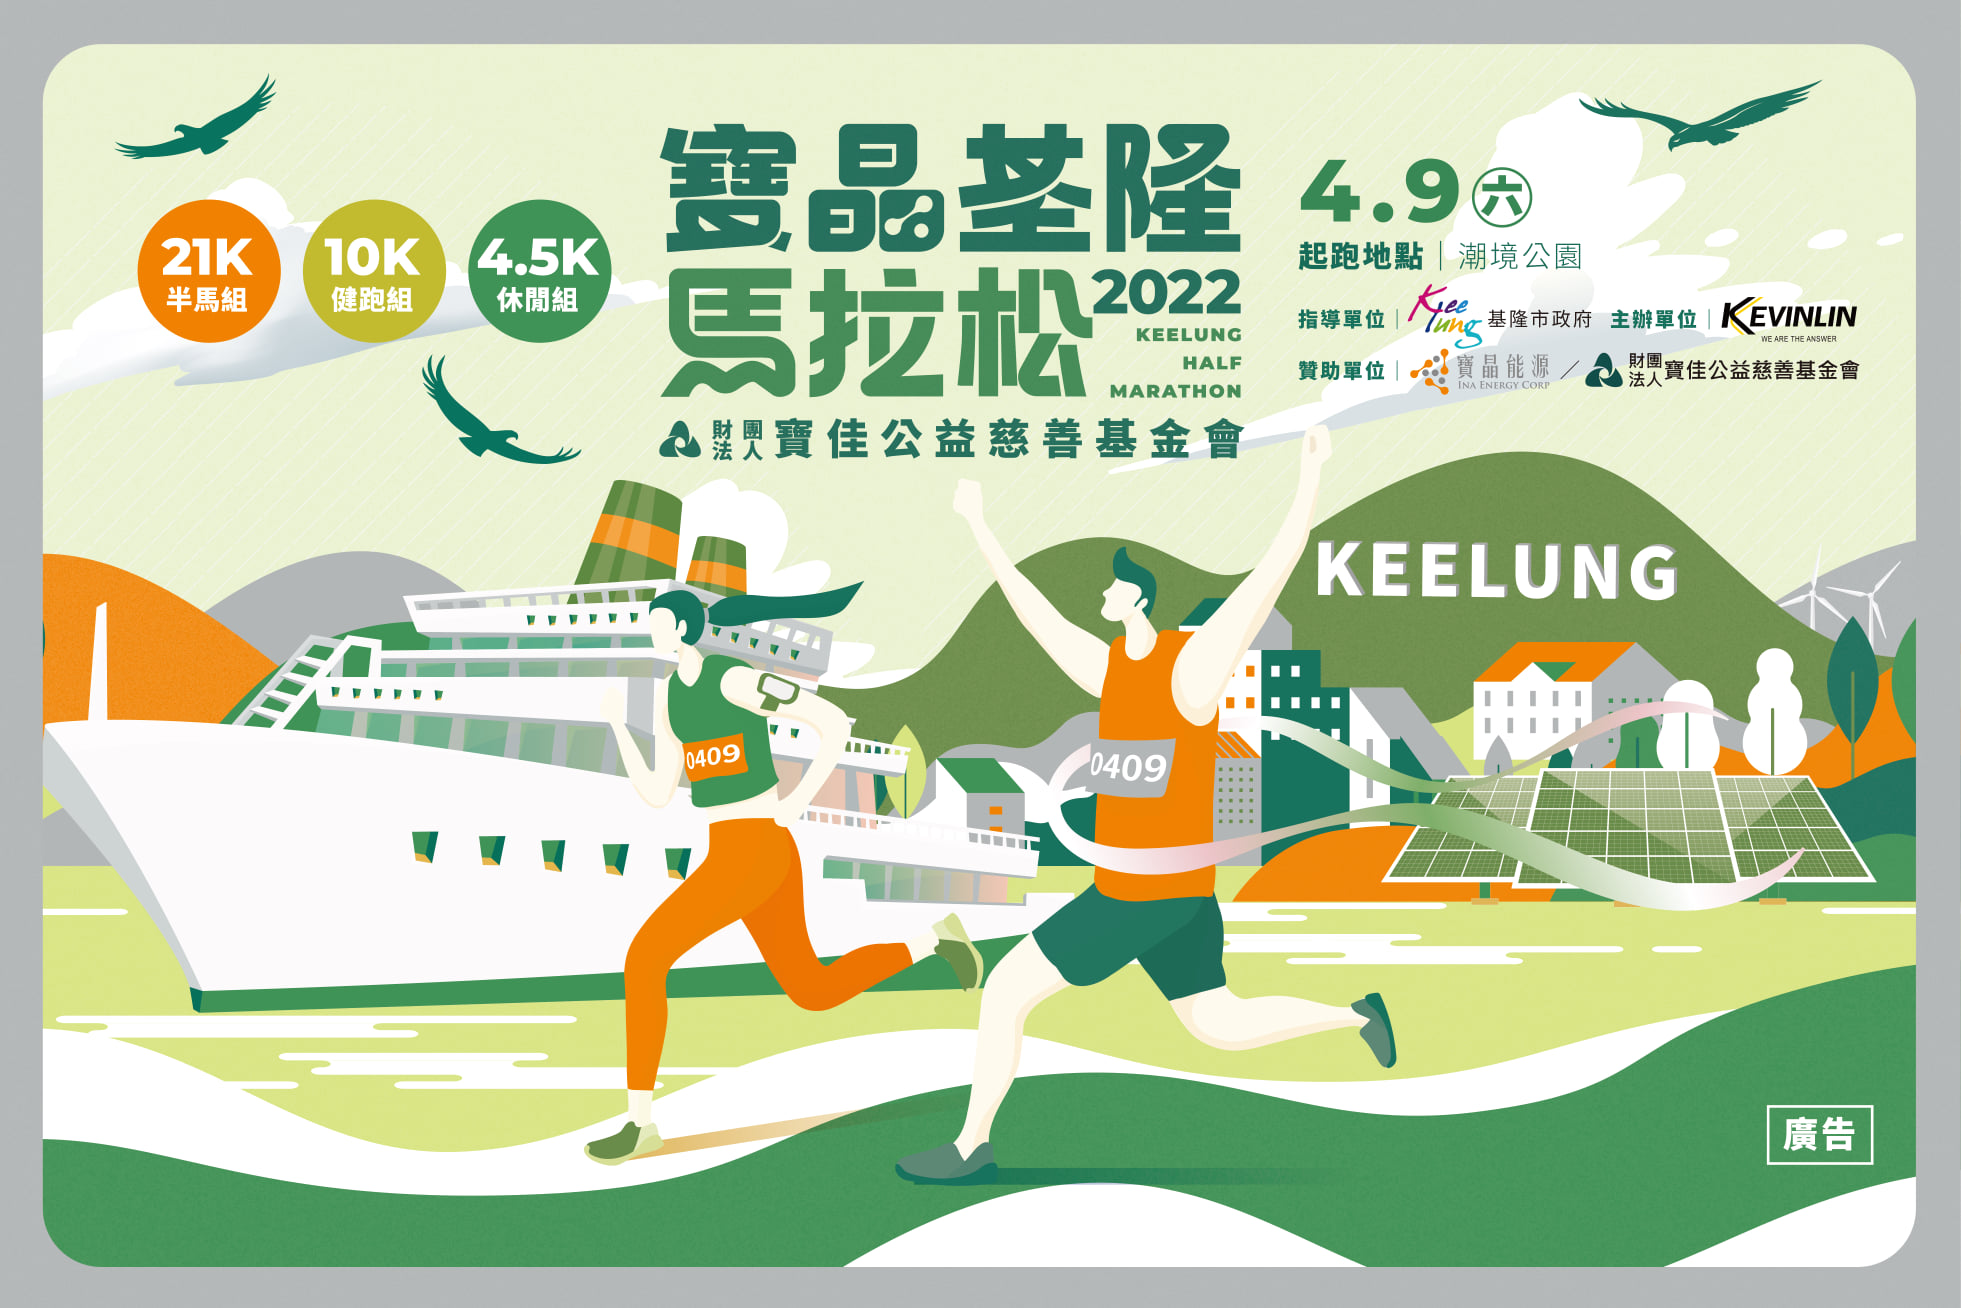 21K
半馬組
10K
健跑組
4.5K
休閒組
寶晶基隆
馬拉松
2022
KEELUNG
HALF
MARATHON
財團法人寶佳公益慈善基金會
4.9 六
起跑地點｜潮境公園
指導單位｜Keelung 基隆市政府 主辦單位｜KEVINLIN
WE ARE THE ANSWER
贊助單位｜寶晶能源 INA ENERGY CORP／財團法人寶佳公益慈善基金會
KEELUNG
0409
0409
廣告